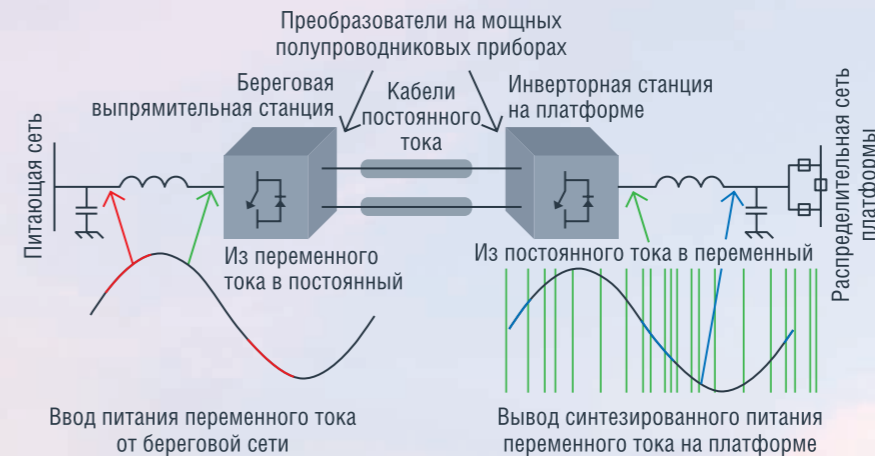 Преобразователи на мощных
полупроводниковых приборах
Береговая
выпрямительная станция
Кабели
постоянного
тока
Инверторная станция
на платформе
Питающая сеть
Распределительная сеть
платформы
Из переменного
тока в постоянный
Из постоянного тока в переменный
Ввод питания переменного тока
от береговой сети
Вывод синтезированного питания
переменного тока на платформе